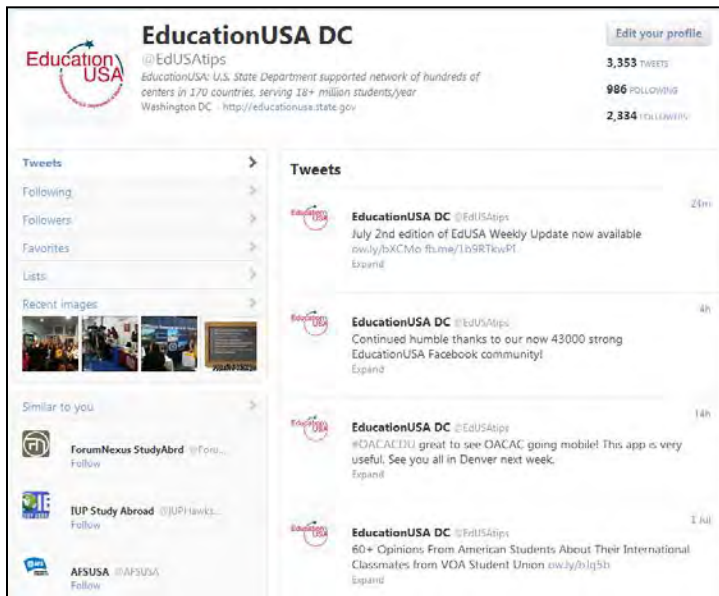 Education
USA
EducationUSA DC
@EdUSAtips
EducationUSA: U.S. State Department supported network of hundreds of
centers in 170 countries, serving 18+ million students/year
Washington DC · http://educationusa.state.gov
Edit your profile
3,353 TWEETS
986 FOLLOWING
2,334 FOLLOWERS
Tweets
Following
Followers
Favorites
Lists
Recent images
Similar to you
ForumNexus StudyAbrd @Foru...
Follow
IUP Study Abroad @IUPHawks...
Follow
AFSUSA @AFSUSA
Follow
Tweets
EducationUSA DC @EdUSAtips 24m
July 2nd edition of EdUSA Weekly Update now available
ow.ly/bXCMo fb.me/1b9RTkwPI
Expand
EducationUSA DC @EdUSAtips 4h
Continued humble thanks to our now 43000 strong
EducationUSA Facebook community!
Expand
EducationUSA DC @EdUSAtips 14h
#OACACDU great to see OACAC going mobile! This app is very
useful. See you all in Denver next week.
Expand
EducationUSA DC @EdUSAtips 1 Jul
60+ Opinions From American Students About Their International
Classmates from VOA Student Union
Expand